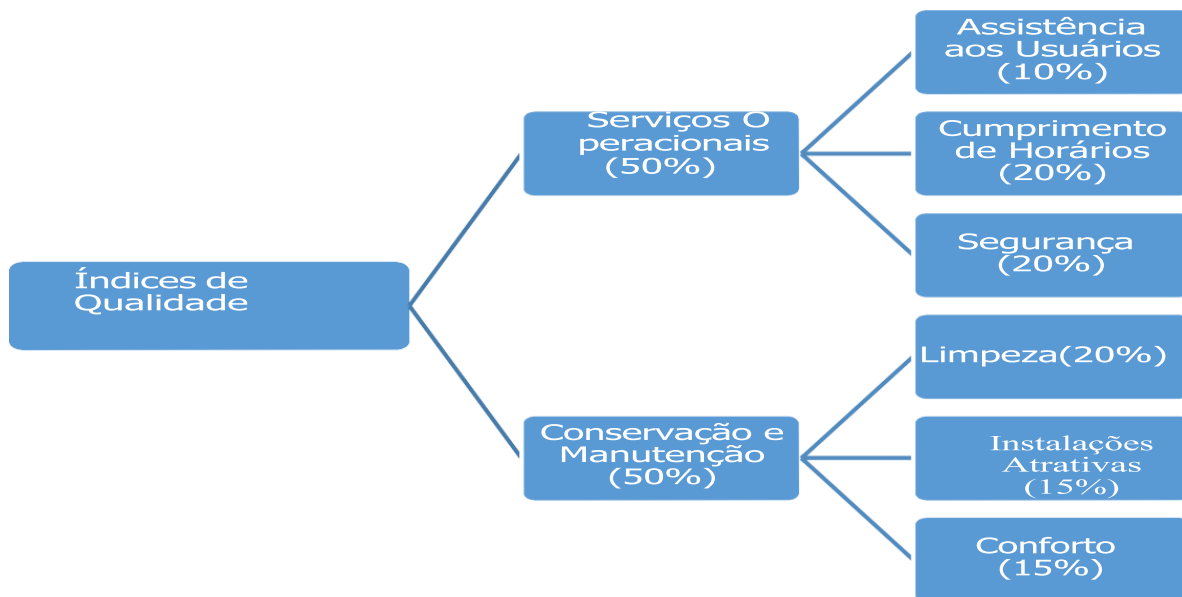 Índices de
Qualidade
Serviços O
peracionais
(50%)
Assistência
aos Usuários
(10%)
Cumprimento
de Horários
(20%)
Segurança
(20%)
Conservação e
Manutenção
(50%)
Limpeza(20%)
Instalações
Atrativas
(15%)
Conforto
(15%)